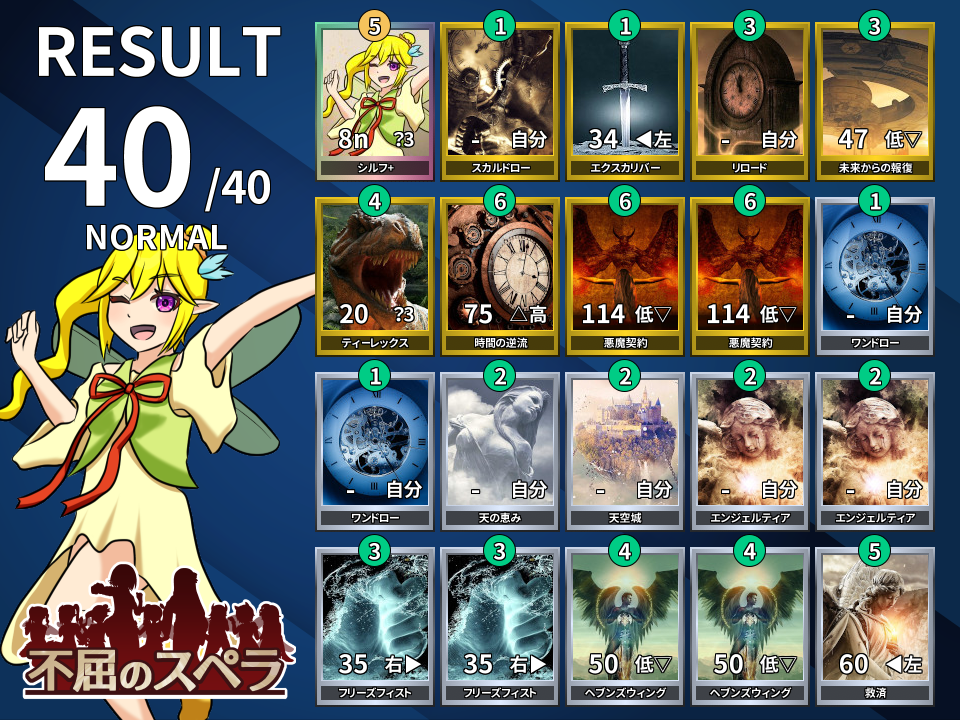 RESULT
40 /40
NORMAL
不屈のスペラ
5
8n ?3
シルフ+
1
- 自分
スカルドロー
1
34 ◀左
エクスカリバー
3
- 自分
リロード
3
47 低▽
未来からの報復
4
20 ?3
ティーレックス
6
75 △高
時間の逆流
6
114 低▽
悪魔契約
6
114 低▽
悪魔契約
1
- 自分
ワンドロー
1
- 自分
ワンドロー
2
- 自分
天の恵み
2
- 自分
天空城
2
- 自分
エンジェルティア
2
- 自分
エンジェルティア
3
35 右▶
フリーズフィスト
3
35 右▶
フリーズフィスト
4
50 低▽
ヘブンズウィング
4
50 低▽
ヘブンズウィング
5
60 ◀左
救済